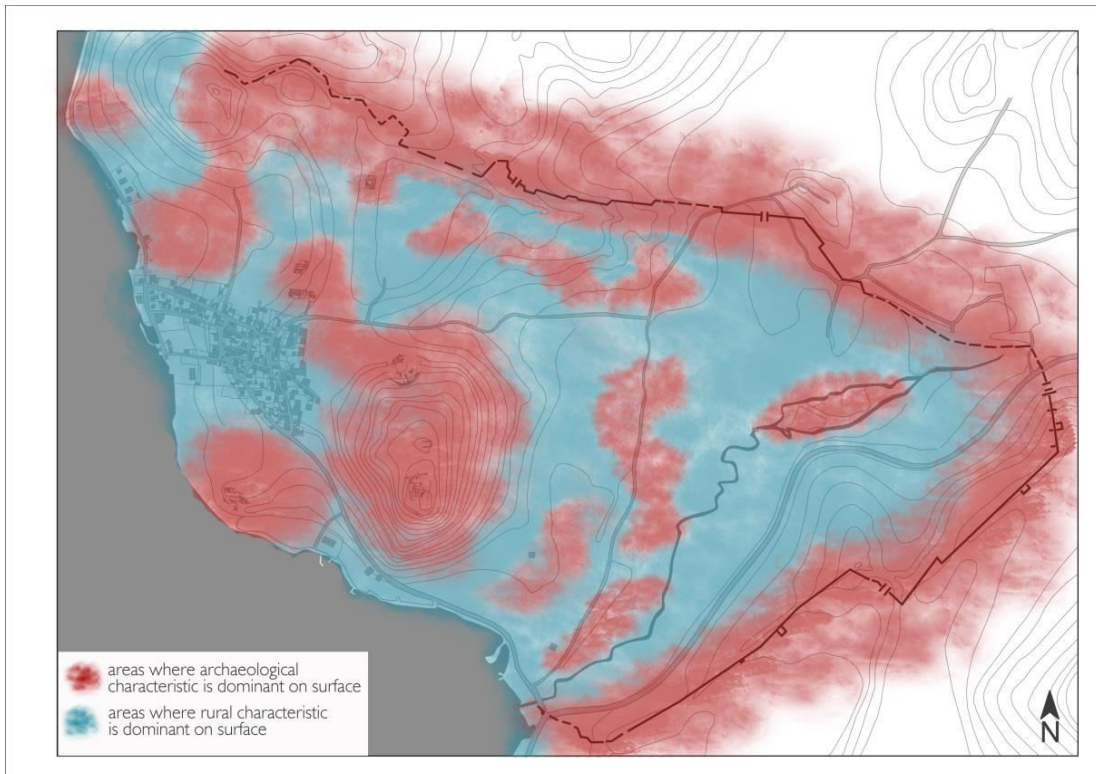 areas where archaeological
characteristic is dominant on surface
areas where rural characteristic
is dominant on surface
N